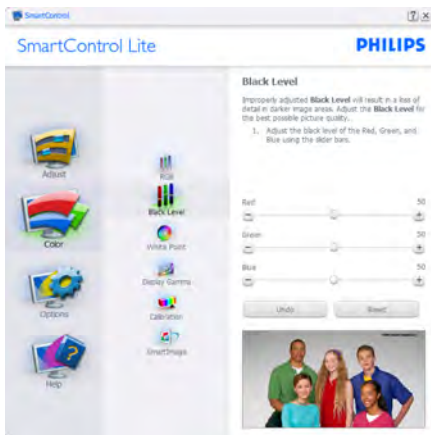 SmartControl
SmartControl Lite
PHILIPS
Black Level
Improperly adjusted Black Level will result in a loss of
detail in darker image areas. Adjust the Black Level for
the best possible picture quality.
1. Adjust the black level of the Red, Green, and
Blue using the slider bars.
Adjust
RGB
Black Level
Color
White Point
Display Gamma
Options
Calibration
SmartImage
Help
Red 50
Green 50
Blue 50
Undo Reset